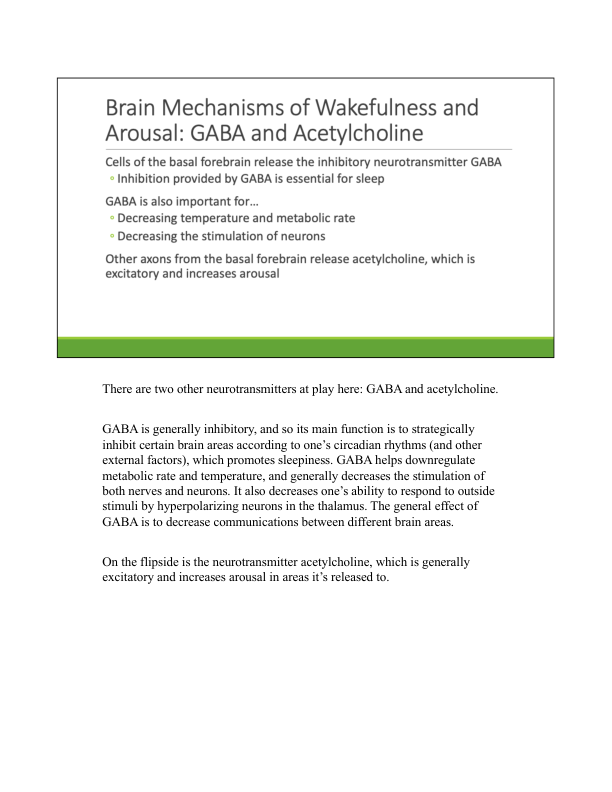 Brain Mechanisms of Wakefulness and
Arousal: GABA and Acetylcholine
Cells of the basal forebrain release the inhibitory neurotransmitter GABA
◦ Inhibition provided by GABA is essential for sleep
GABA is also important for…
◦ Decreasing temperature and metabolic rate
◦ Decreasing the stimulation of neurons
Other axons from the basal forebrain release acetylcholine, which is
excitatory and increases arousal
There are two other neurotransmitters at play here: GABA and acetylcholine.
GABA is generally inhibitory, and so its main function is to strategically
inhibit certain brain areas according to one’s circadian rhythms (and other
external factors), which promotes sleepiness. GABA helps downregulate
metabolic rate and temperature, and generally decreases the stimulation of
both nerves and neurons. It also decreases one’s ability to respond to outside
stimuli by hyperpolarizing neurons in the thalamus. The general effect of
GABA is to decrease communications between different brain areas.
On the flipside is the neurotransmitter acetylcholine, which is generally
excitatory and increases arousal in areas it’s released to.